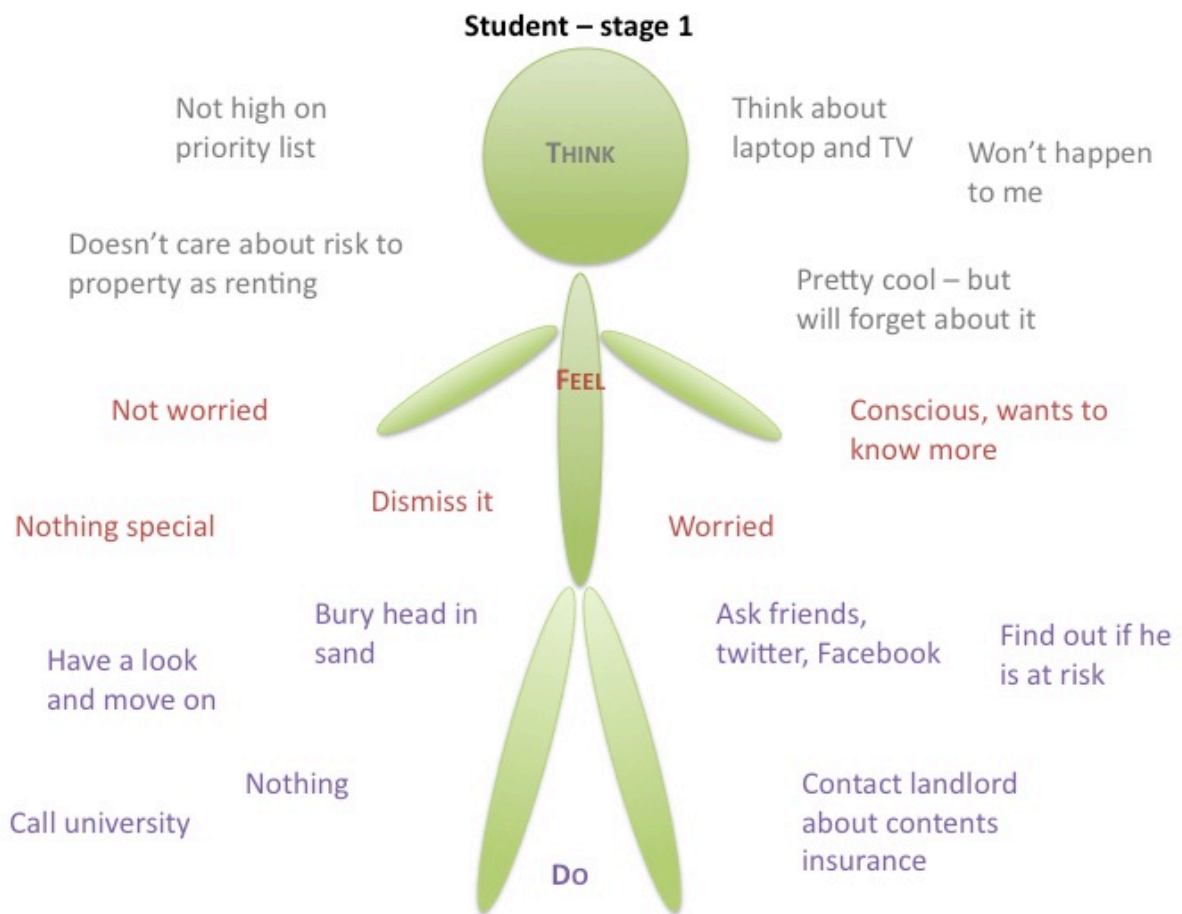 Student – stage 1
Not high on
priority list
THINK
Think about
laptop and TV
Won't happen
to me
Doesn't care about risk to
property as renting
Pretty cool – but
will forget about it
FEEL
Not worried
Conscious, wants to
know more
Dismiss it
Nothing special
Worried
Bury head in
sand
Ask friends,
twitter, Facebook
Find out if he
is at risk
Have a look
and move on
Nothing
Contact landlord
about contents
insurance
Call university
DO